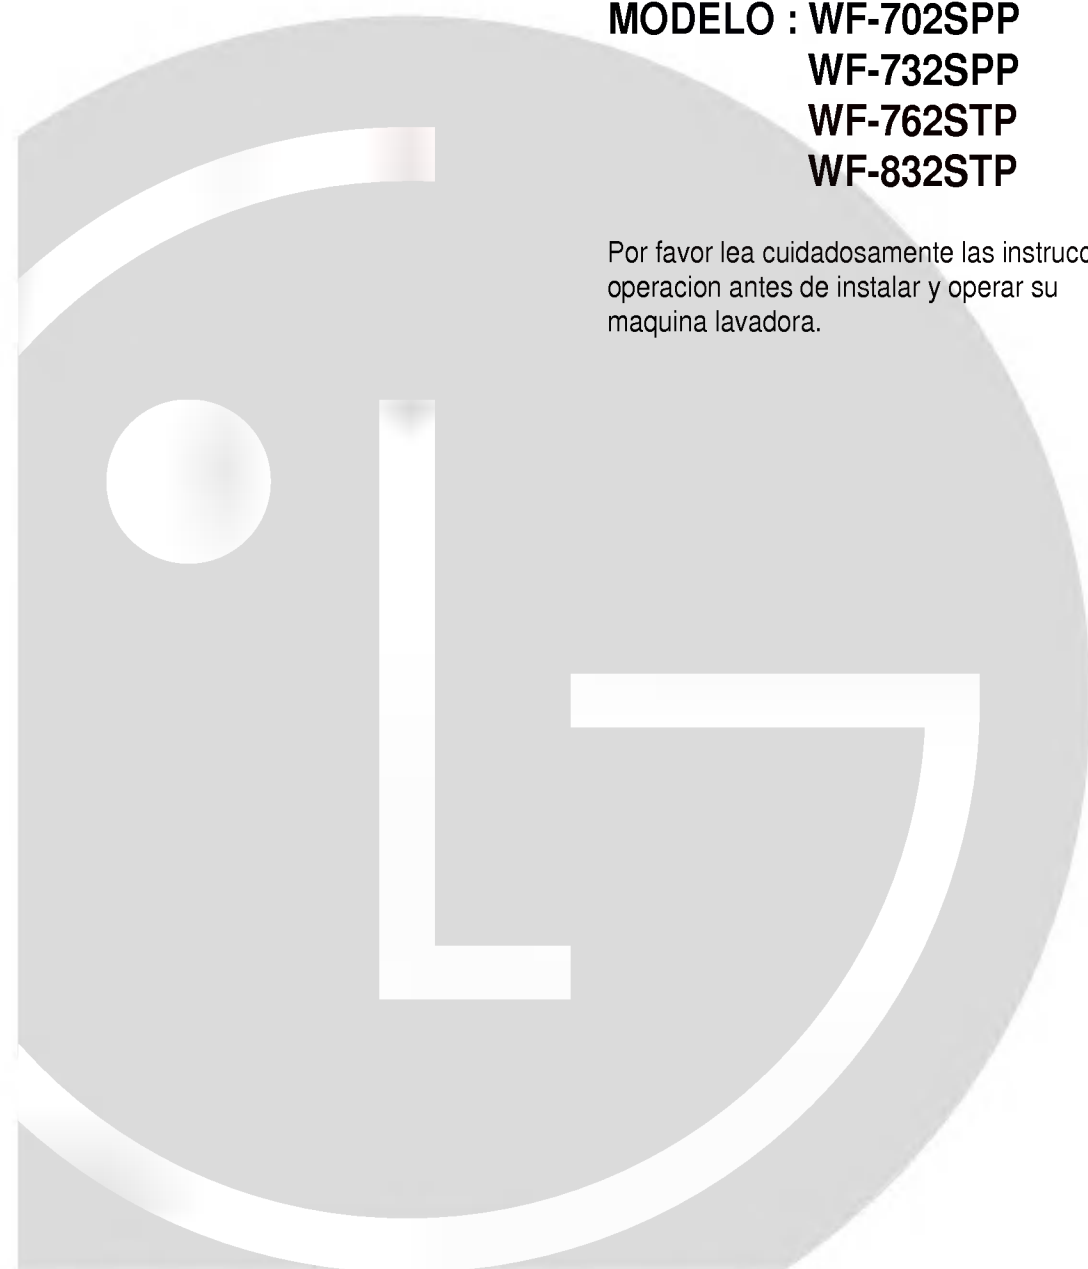 MODELO : WF-702SPP
WF-732SPP
WF-762STP
WF-832STP
Por favor lea cuidadosamente las
operacion antes de instalar y operar su
maquina lavadora.
LG